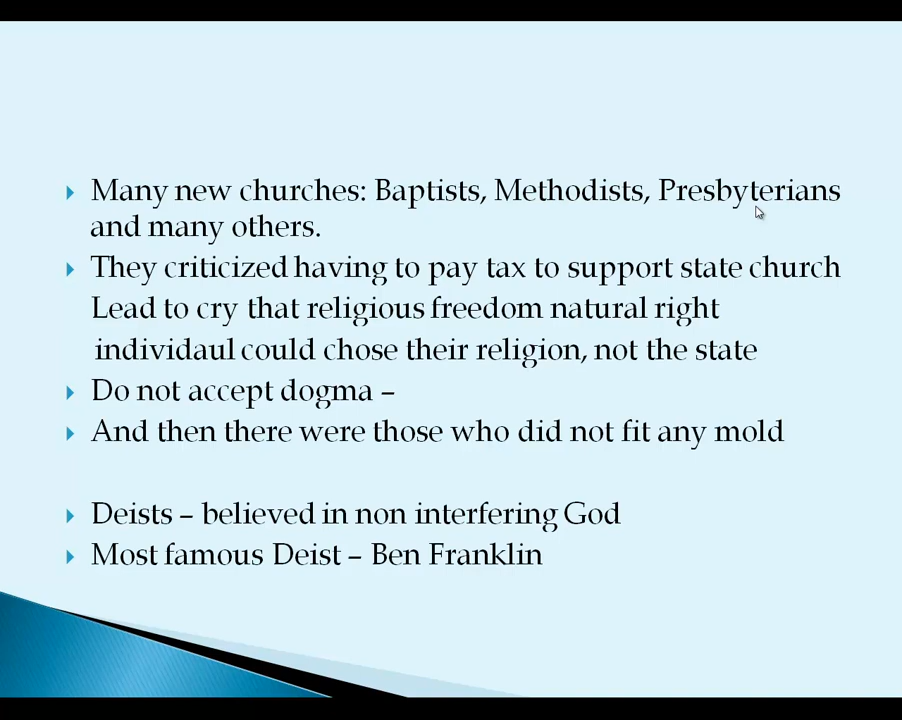 Many new churches: Baptists, Methodists, Presbyterians
and many others.
They criticized having to pay tax to support state church
Lead to cry that religious freedom natural right
individaul could chose their religion, not the state
Do not accept dogma –
And then there were those who did not fit any mold
Deists – believed in non interfering God
Most famous Deist – Ben Franklin